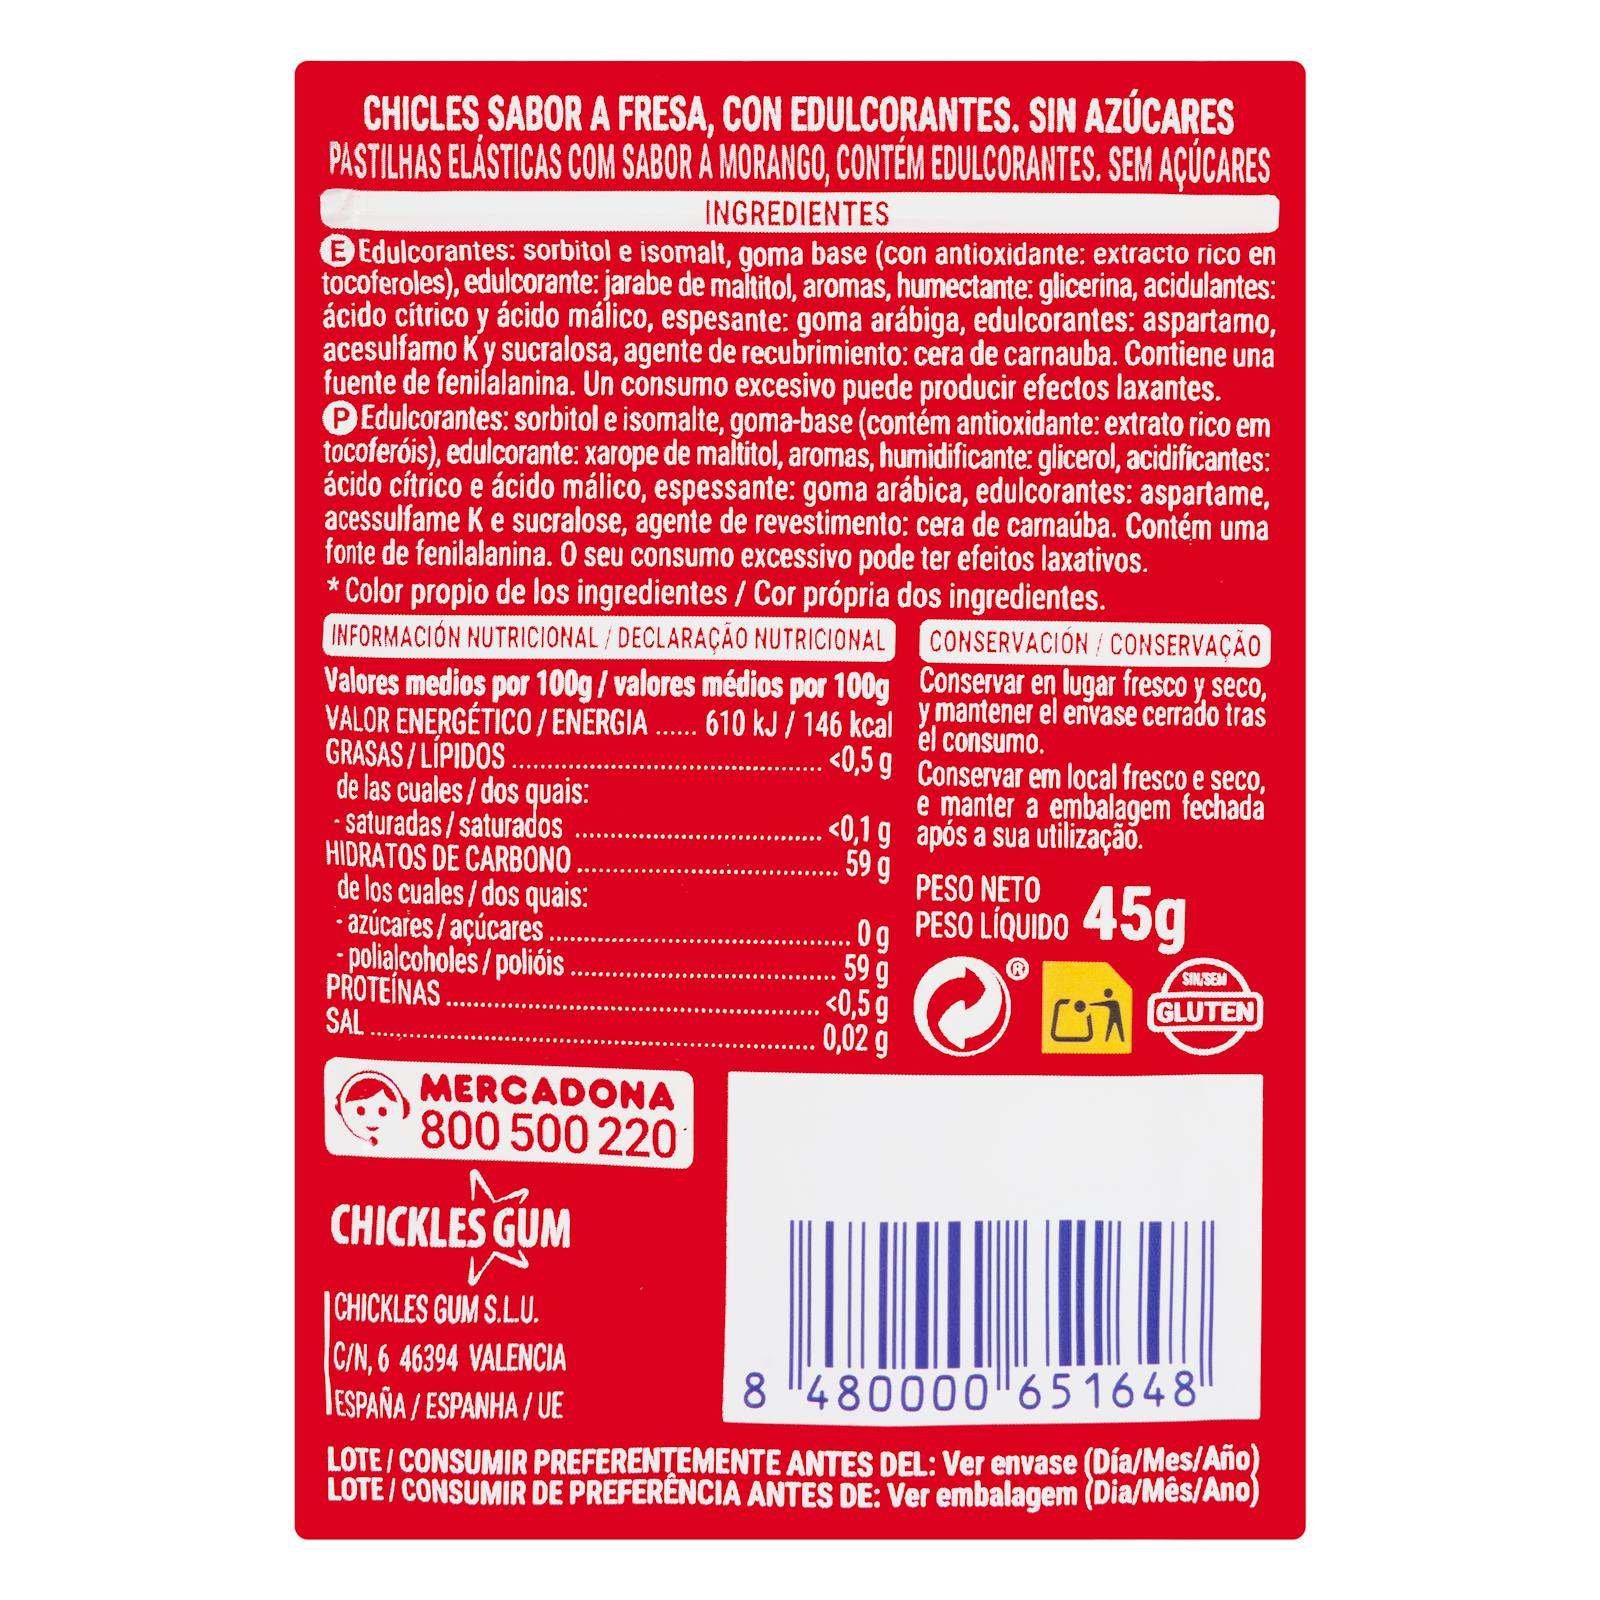 CHICLES SABOR A FRESA, CON EDULCORANTES. SIN AZÚCARES
PASTILHAS ELÁSTICAS COM SABOR A MORANGO, CONTÉM EDULCORANTES. SEM AÇÚCARES
INGREDIENTES
E Edulcorantes: sorbitol e isomalt, goma base (con antioxidante: extracto rico en
tocoferoles), edulcorante: jarabe de maltitol, aromas, humectante: glicerina, acidulantes:
ácido cítrico y ácido málico, espesante: goma arábiga, edulcorantes: aspartamo,
acesulfamo K y sucralosa, agente de recubrimiento: cera de carnauba. Contiene una
fuente de fenilalanina. Un consumo excesivo puede producir efectos laxantes.
P Edulcorantes: sorbitol e isomalte, goma-base (contém antioxidante: extrato rico em
tocoferóis), edulcorante: xarope de maltitol, aromas, humidificante: glicerol, acidificantes:
ácido cítrico e ácido málico, espessante: goma arábica, edulcorantes: aspartame,
acessulfame K e sucralose, agente de revestimento: cera de carnaúba. Contém uma
fonte de fenilalanina. O seu consumo excessivo pode ter efeitos laxativos.
* Color propio de los ingredientes / Cor própria dos ingredientes.
INFORMACIÓN NUTRICIONAL / DECLARAÇÃO NUTRICIONAL
Valores medios por 100g / valores médios por 100g
VALOR ENERGÉTICO / ENERGIA ...... 610 kJ / 146 kcal
GRASAS / LÍPIDOS ............ <0,5 g
de las cuales / dos quais:
- saturadas / saturados ............ <0,1 g
HIDRATOS DE CARBONO ............ 59 g
de los cuales / dos quais:
- azúcares / açúcares ............ 0 g
- polialcoholes / polióis ............ 59 g
PROTEÍNAS ............ <0,5 g
SAL ............ 0,02 g
CONSERVACIÓN / CONSERVAÇÃO
Conservar en lugar fresco y seco,
y mantener el envase cerrado tras
el consumo.
Conservar em local fresco e seco,
e manter a embalagem fechada
após a sua utilização.
PESO NETO
PESO LÍQUIDO 45g
®
SIN/SEM
GLUTEN
MERCADONA
800 500 220
CHICKLES GUM
CHICKLES GUM S.L.U.
C/N, 6 46394 VALENCIA
ESPAÑA / ESPANHA / UE
8 480000 651648
LOTE / CONSUMIR PREFERENTEMENTE ANTES DEL: Ver envase (Día/Mes/Año)
LOTE / CONSUMIR DE PREFERÊNCIA ANTES DE: Ver embalagem (Dia/Mês/Ano)